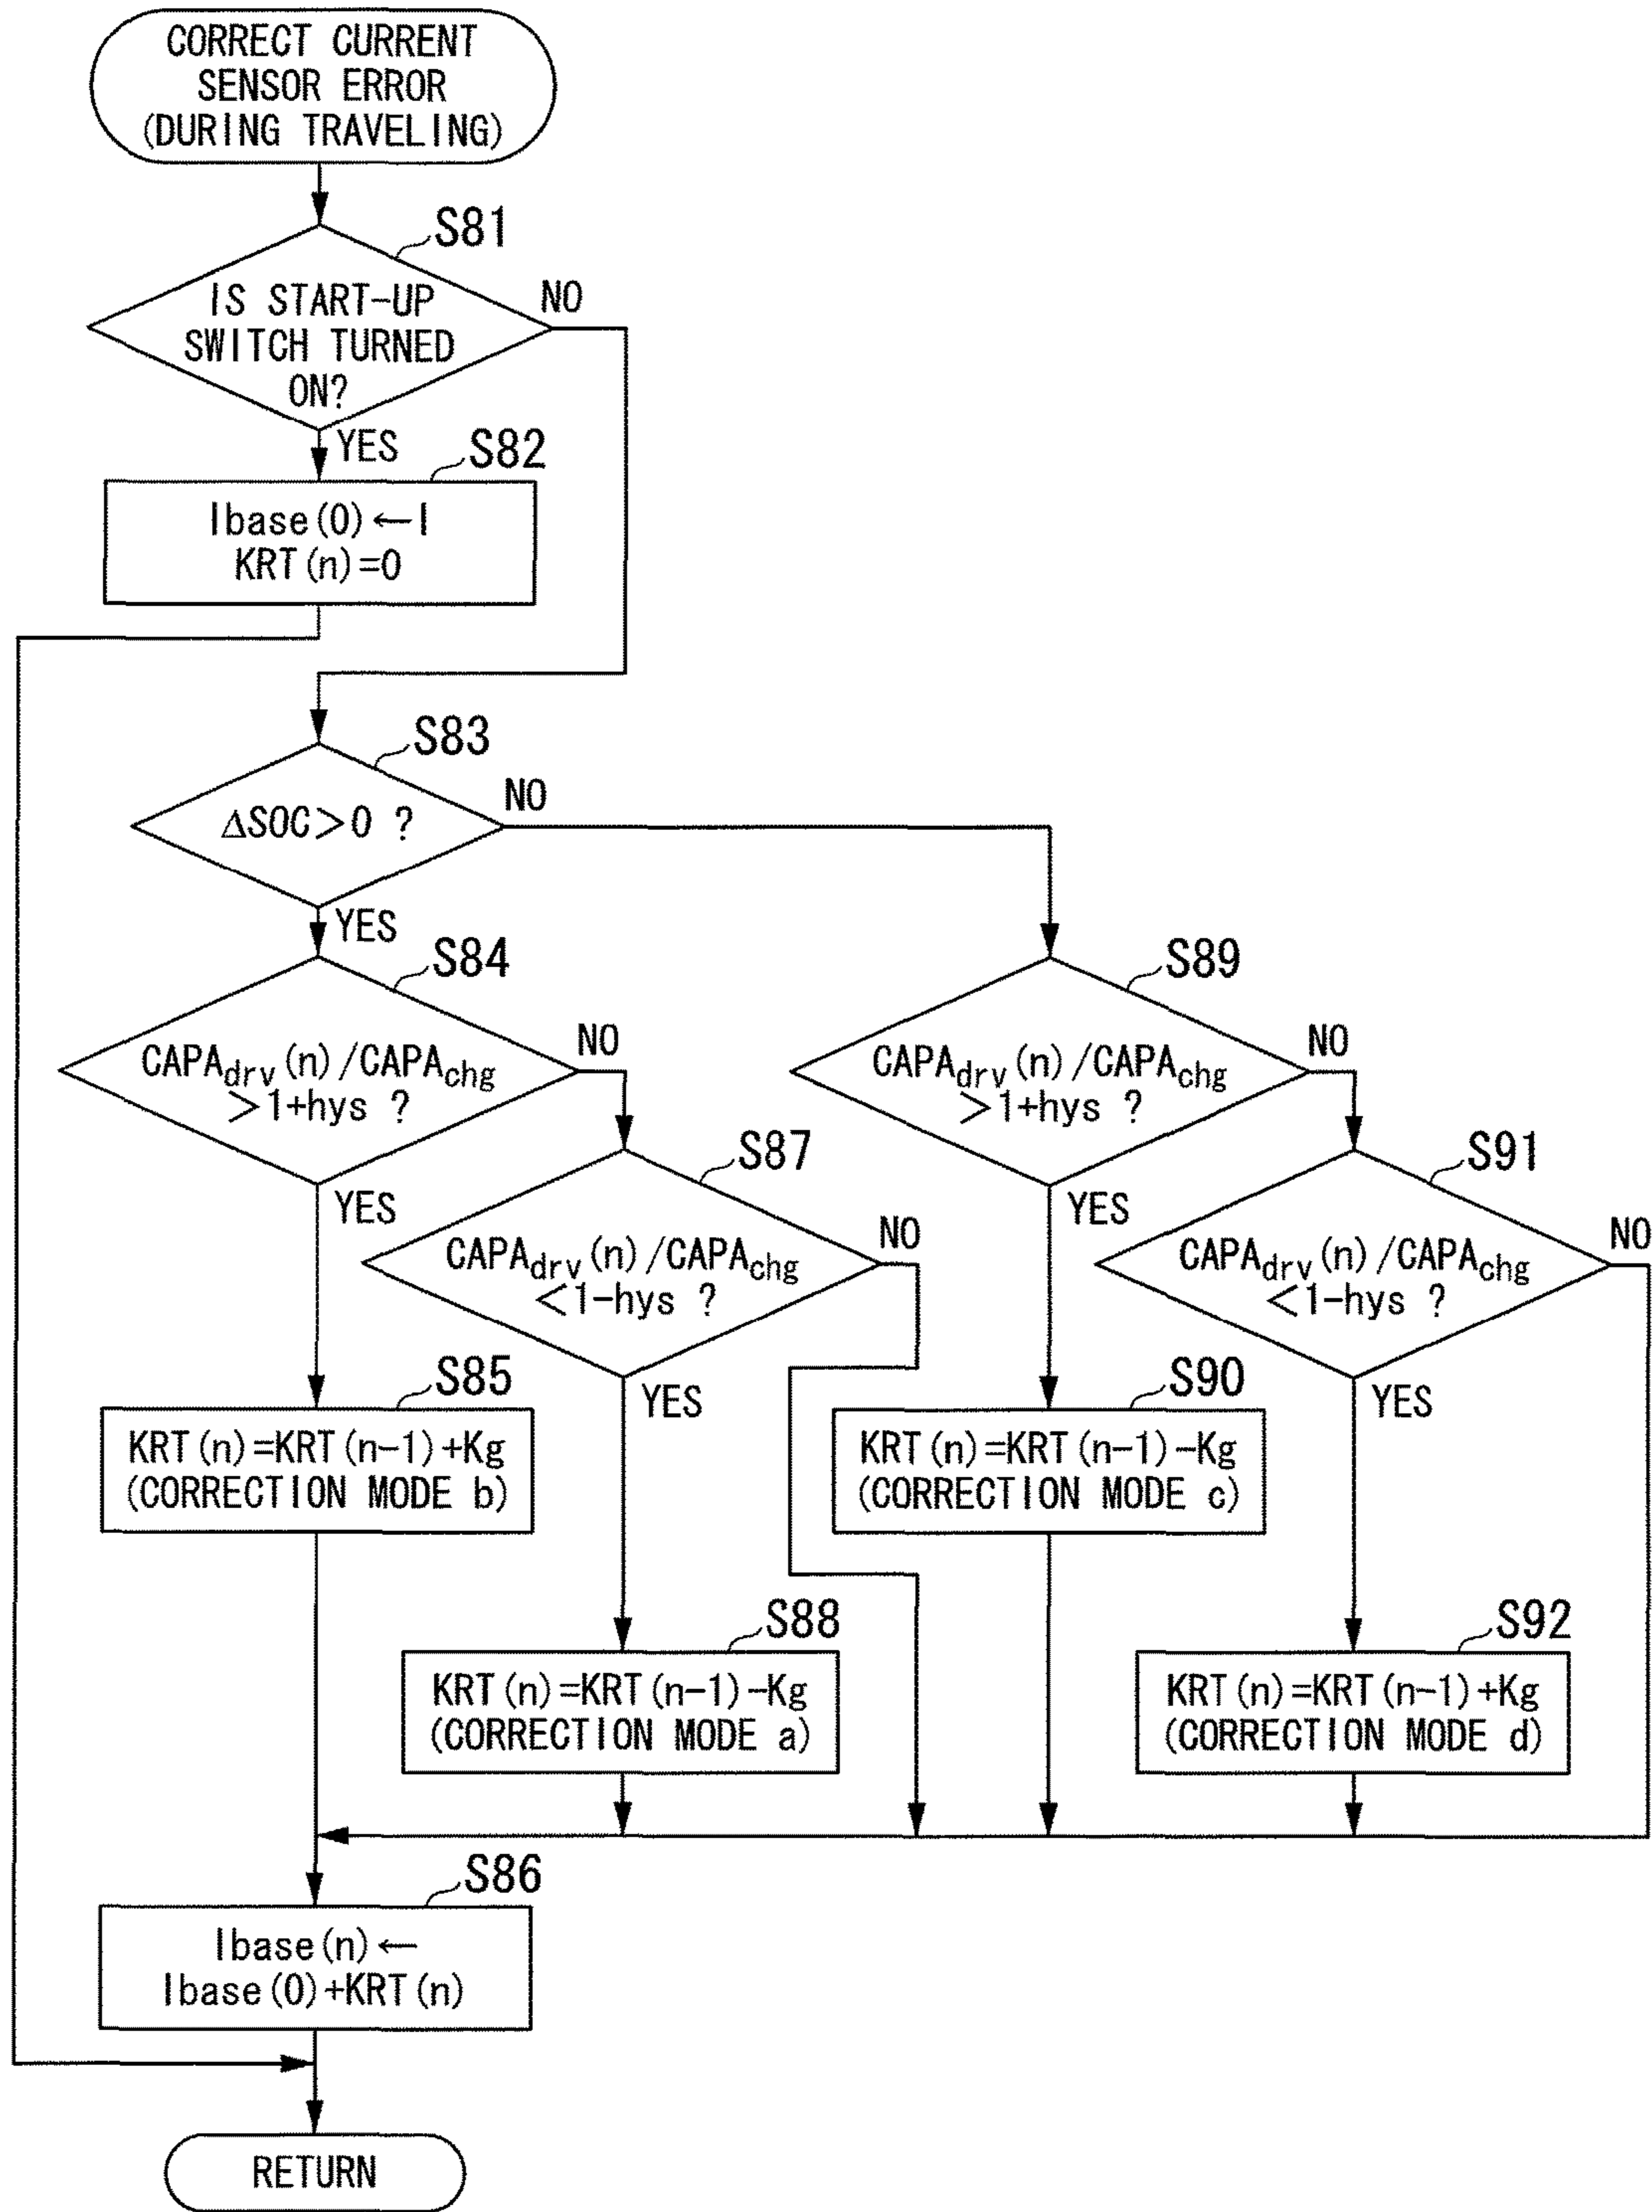 CORRECT CURRENT
SENSOR ERROR
(DURING TRAVELING)
S81
IS START-UP
SWITCH TURNED
ON?
NO
YES
S82
Ibase(0)←I
KRT(n)=0
S83
ΔSOC>0 ?
NO
YES
S84
CAPAdrv(n)/CAPAchg
>1+hys ?
NO
YES
S87
CAPAdrv(n)/CAPAchg
<1-hys ?
NO
YES
S89
CAPAdrv(n)/CAPAchg
>1+hys ?
NO
YES
S91
CAPAdrv(n)/CAPAchg
<1-hys ?
NO
YES
S85
KRT(n)=KRT(n-1)+Kg
(CORRECTION MODE b)
S90
KRT(n)=KRT(n-1)-Kg
(CORRECTION MODE c)
S88
KRT(n)=KRT(n-1)-Kg
(CORRECTION MODE a)
S92
KRT(n)=KRT(n-1)+Kg
(CORRECTION MODE d)
S86
Ibase(n)←
Ibase(0)+KRT(n)
RETURN